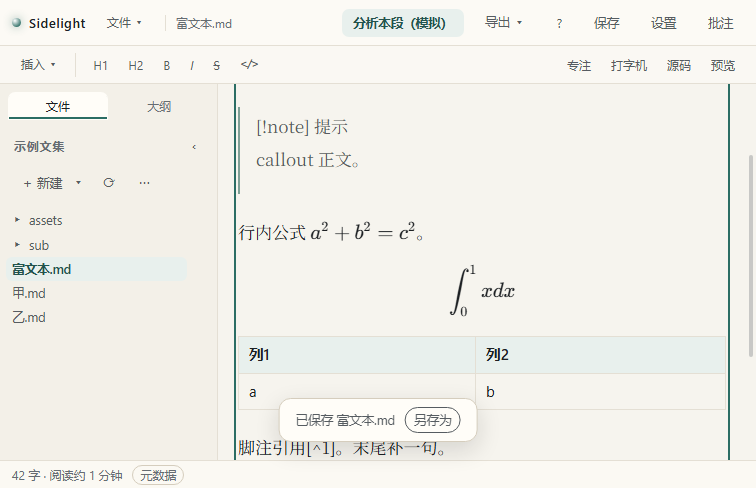 Sidelight 文件 富文本.md 分析本段（模拟） 导出 ? 保存 设置 批注
插入 H1 H2 B I S </> 专注 打字机 源码 预览
文件 大纲
示例文集
+ 新建 ...
assets
sub
富文本.md
甲.md
乙.md
[!note] 提示
callout 正文。
行内公式 a² + b² = c²。
∫₀¹ xdx
列1 列2
a b
已保存 富文本.md 另存为
脚注引用[^1]。末尾补一句。
42 字 · 阅读约 1 分钟 元数据